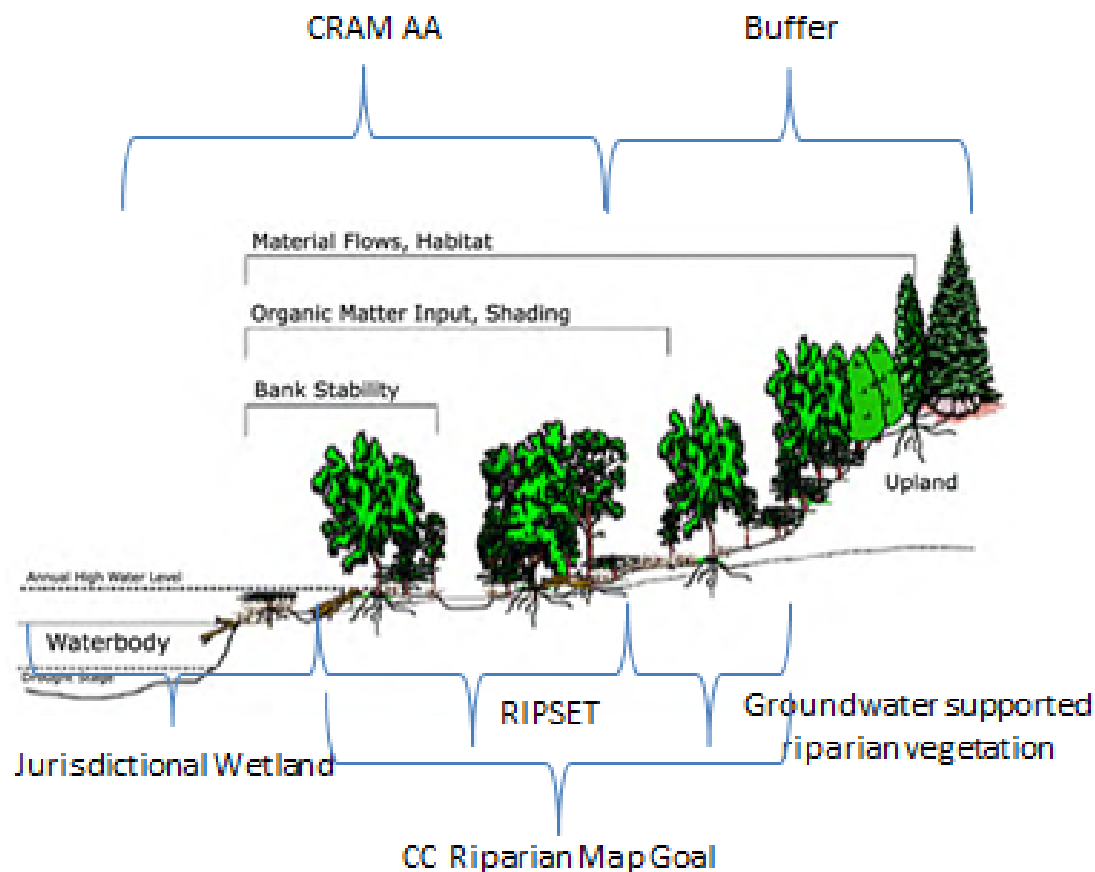 CRAM AA
Buffer
Material Flows, Habitat
Organic Matter Input, Shading
Bank Stability
Upland
Annual High Water Level
Waterbody
Drought Stage
RIPSET
Groundwater supported
riparian vegetation
Jurisdictional Wetland
CC Riparian Map Goal